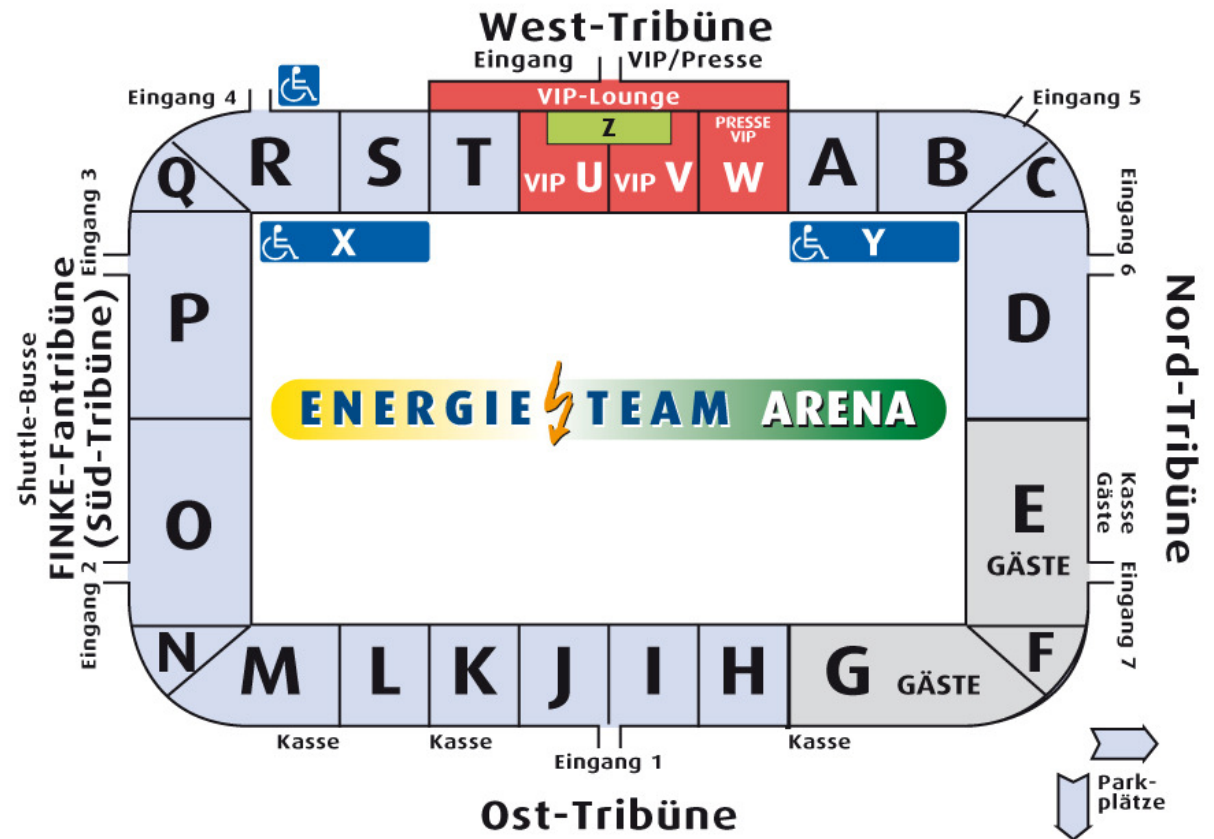 West-Tribüne
Eingang VIP/Presse
Eingang 4
VIP-Lounge
Eingang 5
Q
R
S
T
Z
VIP U
VIP V
PRESSE
VIP
W
A
B
C
X
Y
Eingang 3
Eingang 6
P
D
Shuttle-Busse
FINKE-Fantribüne
(Süd-Tribüne)
ENERGIE TEAM ARENA
Nord-Tribüne
O
E
GÄSTE
Kasse
Gäste
Eingang 2
Eingang 7
N
M
L
K
J
I
H
G GÄSTE
F
Kasse
Kasse
Eingang 1
Kasse
Ost-Tribüne
Park-
plätze